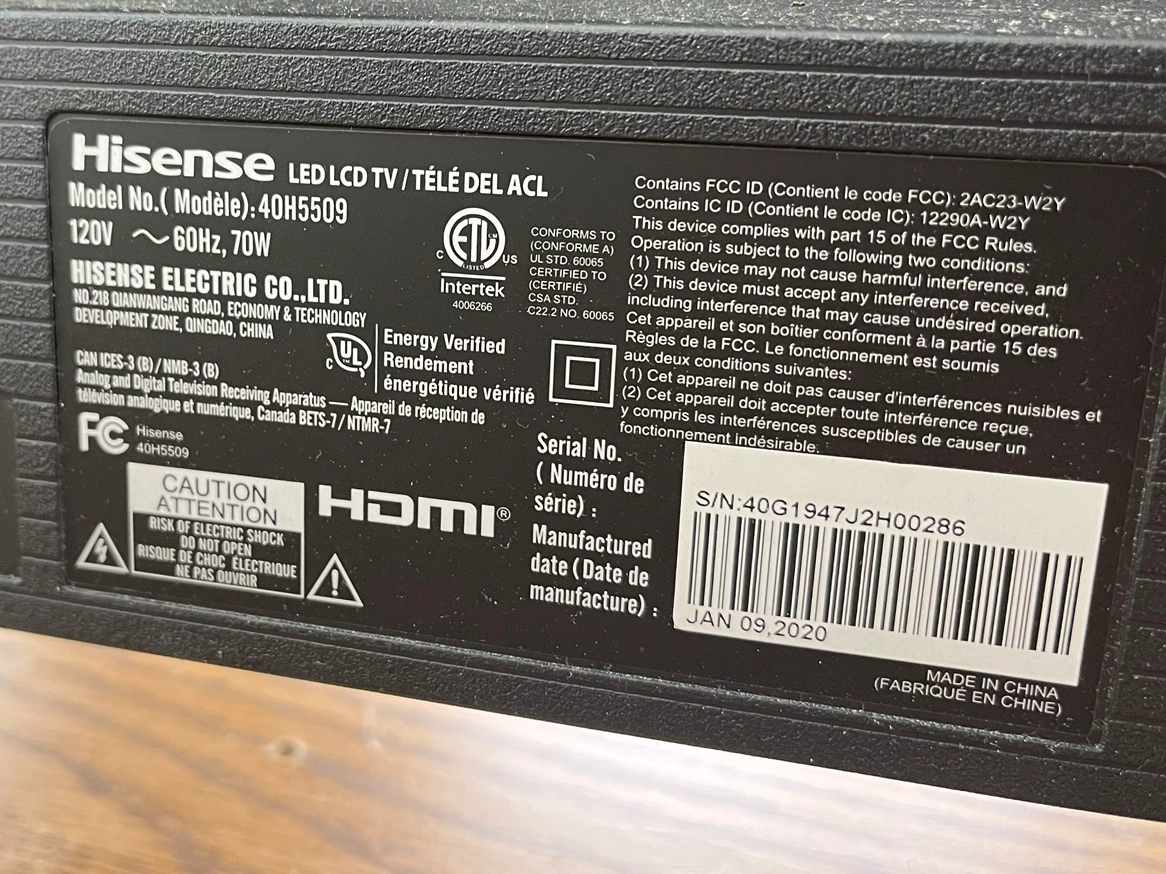 Hisense LED LCD TV / TÉLÉ DEL ACL
Model No.( Modèle): 40H5509
120V ～ 60Hz, 70W
HISENSE ELECTRIC CO.,LTD.
NO.218 QIANWANGANG ROAD, ECONOMY & TECHNOLOGY
DEVELOPMENT ZONE, QINGDAO, CHINA
CAN ICES-3 (B) / NMB-3 (B)
Analog and Digital Television Receiving Apparatus — Appareil de réception de
télévision analogique et numérique, Canada BETS-7 / NTMR-7
FC Hisense
40H5509
CAUTION
ATTENTION
RISK OF ELECTRIC SHOCK
DO NOT OPEN
RISQUE DE CHOC ÉLECTRIQUE
NE PAS OUVRIR
HDMI®
C ETL US
LISTED
Intertek
4006266
CONFORMS TO
(CONFORME A)
UL STD. 60065
CERTIFIED TO
(CERTIFIÉ)
CSA STD.
C22.2 NO. 60065
C UL
Energy Verified
Rendement
énergétique vérifié
Contains FCC ID (Contient le code FCC): 2AC23-W2Y
Contains IC ID (Contient le code IC): 12290A-W2Y
This device complies with part 15 of the FCC Rules.
Operation is subject to the following two conditions:
(1) This device may not cause harmful interference, and
(2) This device must accept any interference received,
including interference that may cause undesired operation.
Cet appareil et son boîtier conforment à la partie 15 des
Règles de la FCC. Le fonctionnement est soumis
aux deux conditions suivantes:
(1) Cet appareil ne doit pas causer d'interférences nuisibles et
(2) Cet appareil doit accepter toute interférence reçue,
y compris les interférences susceptibles de causer un
fonctionnement indésirable.
Serial No.
( Numéro de
série) :
Manufactured
date ( Date de
manufacture) :
S/N:40G1947J2H00286
JAN 09,2020
MADE IN CHINA
(FABRIQUÉ EN CHINE)